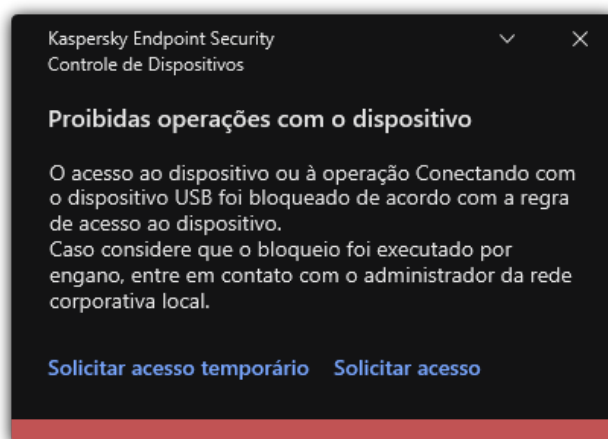 Kaspersky Endpoint Security
Controle de Dispositivos
Proibidas operações com o dispositivo
O acesso ao dispositivo ou à operação Conectando com
o dispositivo USB foi bloqueado de acordo com a regra
de acesso ao dispositivo.
Caso considere que o bloqueio foi executado por
engano, entre em contato com o administrador da rede
corporativa local.
Solicitar acesso temporário Solicitar acesso